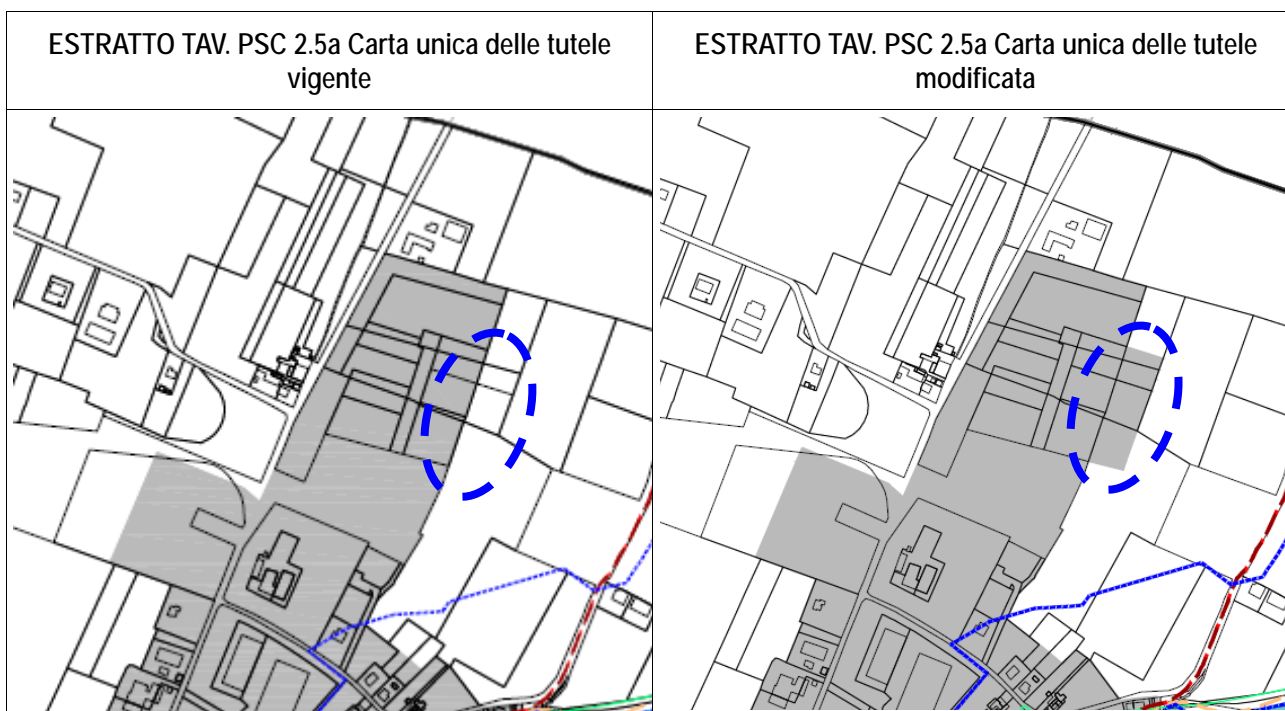 ESTRATTO TAV. PSC 2.5a Carta unica delle tutele
vigente
ESTRATTO TAV. PSC 2.5a Carta unica delle tutele
modificata